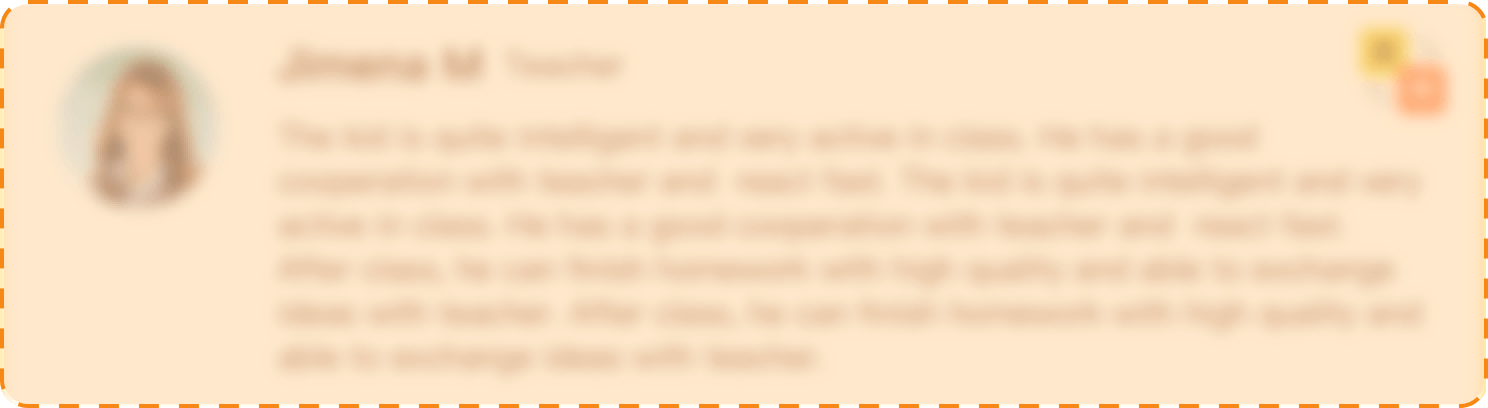 Jimena M Teacher
The kid is quite intelligent and very active in class. He has a good
cooperation with teacher and react fast. The kid is quite intelligent and very
active in class. He has a good cooperation with teacher and react fast.
After class, he can finish homework with high quality and able to exchange
ideas with teacher. After class, he can finish homework with high quality and
able to exchange ideas with teacher.